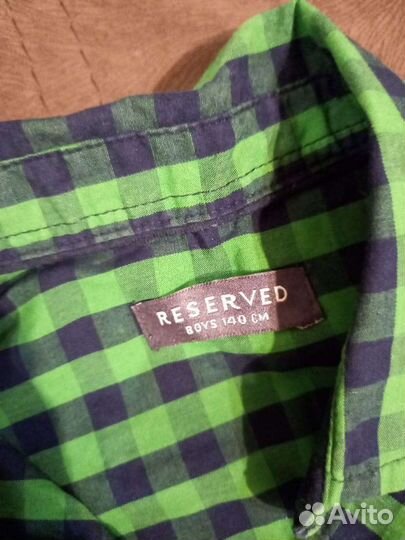 RESERVED
BOYS 140 CM
Avito